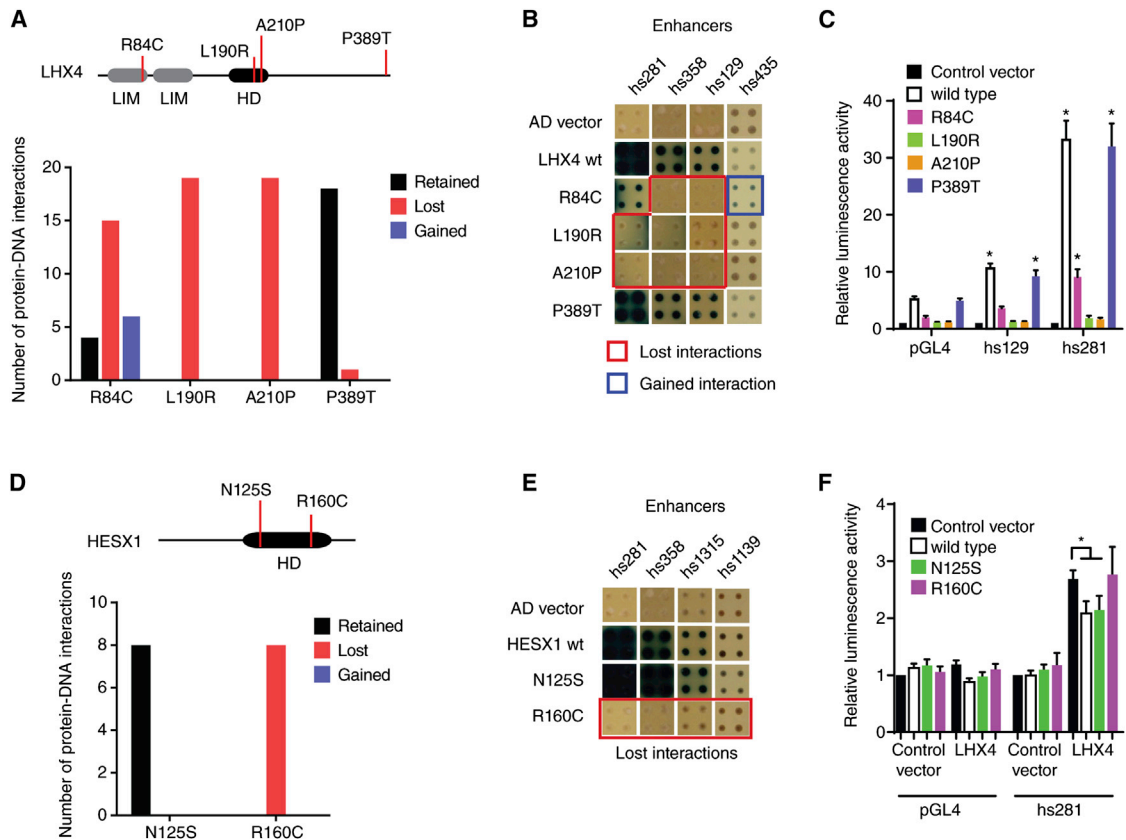 A
R84C
L190R
A210P
P389T
LHX4
LIM
LIM
HD
Number of protein-DNA interactions
20
15
10
5
0
Retained
Lost
Gained
R84C
L190R
A210P
P389T
B
Enhancers
hs281
hs358
hs129
hs435
AD vector
LHX4 wt
R84C
L190R
A210P
P389T
Lost interactions
Gained interaction
C
Relative luminescence activity
40
30
20
10
0
Control vector
wild type
R84C
L190R
A210P
P389T
*
*
*
*
*
pGL4
hs129
hs281
D
N125S
R160C
HESX1
HD
Number of protein-DNA interactions
10
8
6
4
2
0
Retained
Lost
Gained
N125S
R160C
E
Enhancers
hs281
hs358
hs1315
hs1139
AD vector
HESX1 wt
N125S
R160C
Lost interactions
F
Relative luminescence activity
4
3
2
1
0
Control vector
wild type
N125S
R160C
*
Control
vector
LHX4
Control
vector
LHX4
pGL4
hs281